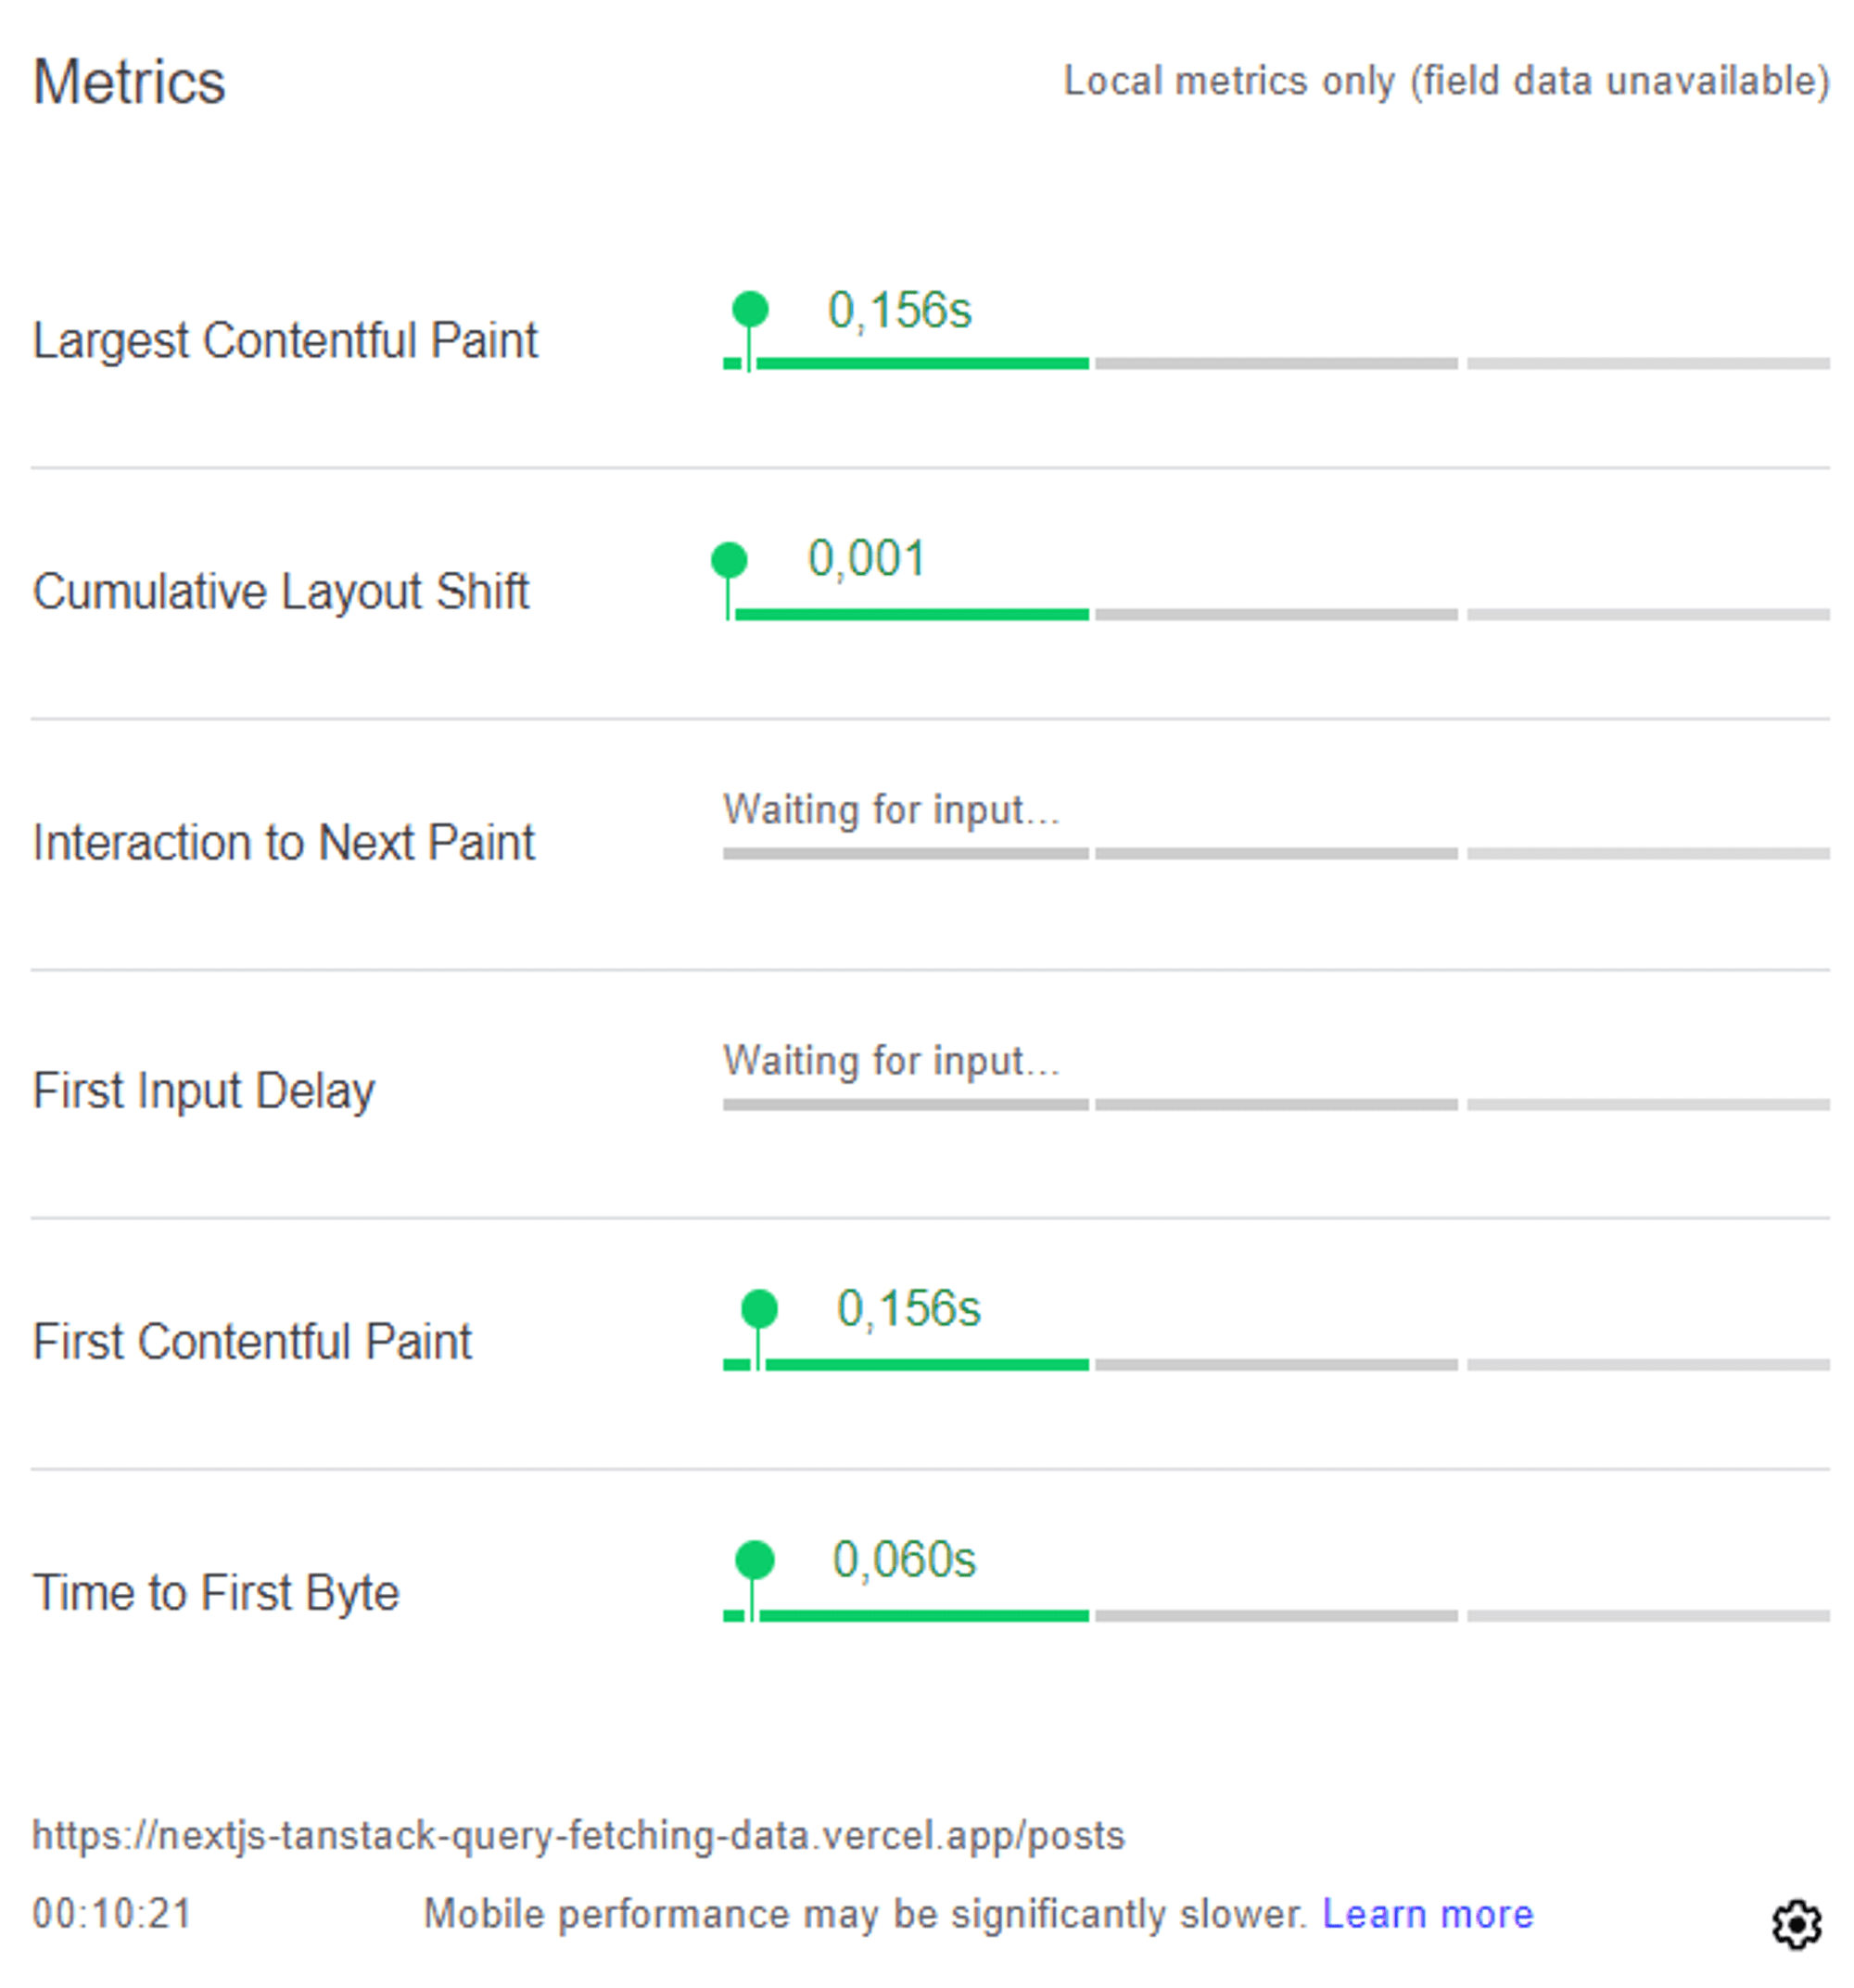 Metrics
Local metrics only (field data unavailable)
Largest Contentful Paint
0,156s
Cumulative Layout Shift
0,001
Interaction to Next Paint
Waiting for input...
First Input Delay
Waiting for input...
First Contentful Paint
0,156s
Time to First Byte
0,060s
https://nextjs-tanstack-query-fetching-data.vercel.app/posts
00:10:21
Mobile performance may be significantly slower. Learn more